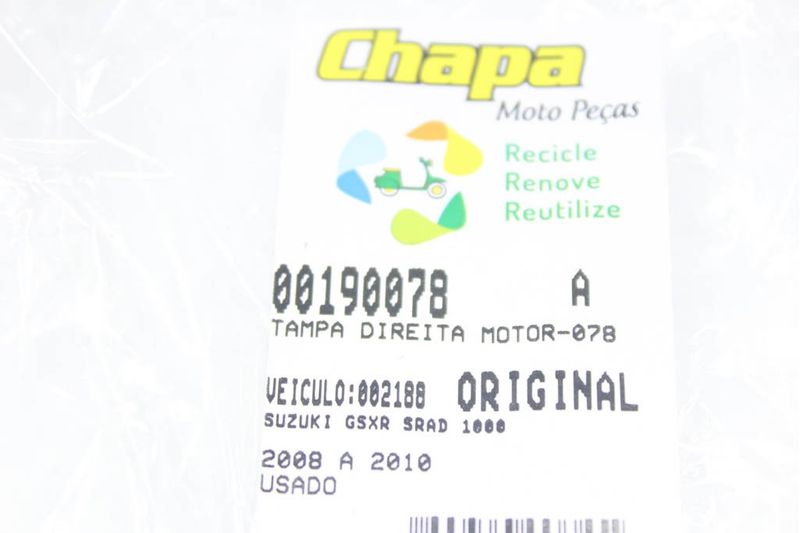 Chapa
Moto Peças
Recicle
Renove
Reutilize
00190078 A
TAMPA DIREITA MOTOR-078
VEICULO:002188 ORIGINAL
SUZUKI GSXR SRAD 1000
2008 A 2010
USADO